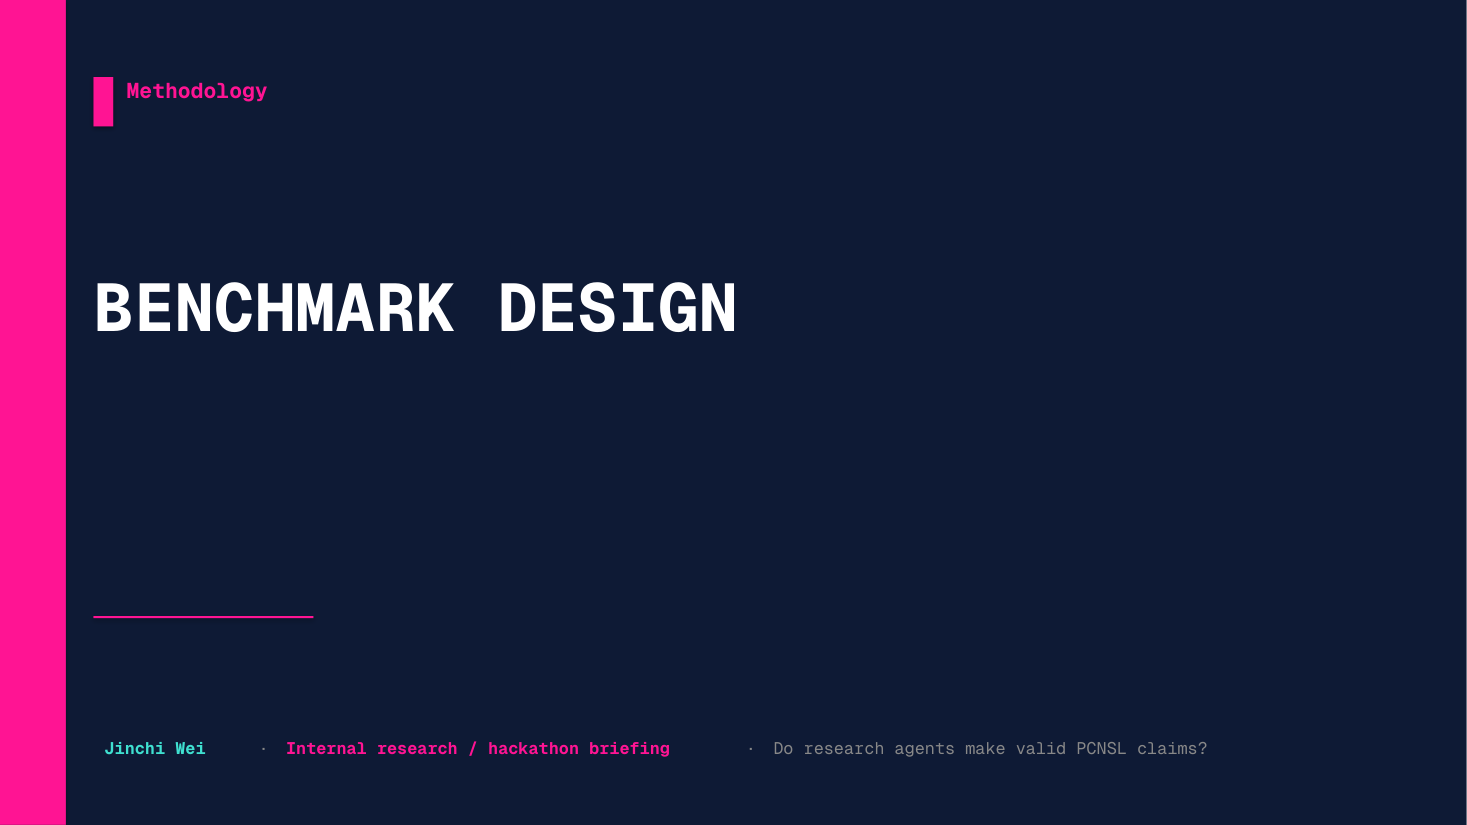 Methodology
BENCHMARK DESIGN
Jinchi Wei · Internal research / hackathon briefing · Do research agents make valid PCNSL claims?